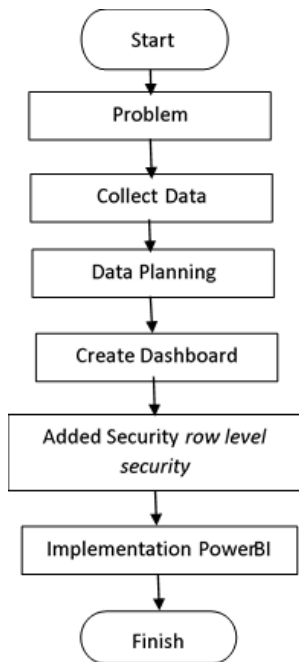 Start
Problem
Collect Data
Data Planning
Create Dashboard
Added Security row level
security
Implementation PowerBI
Finish